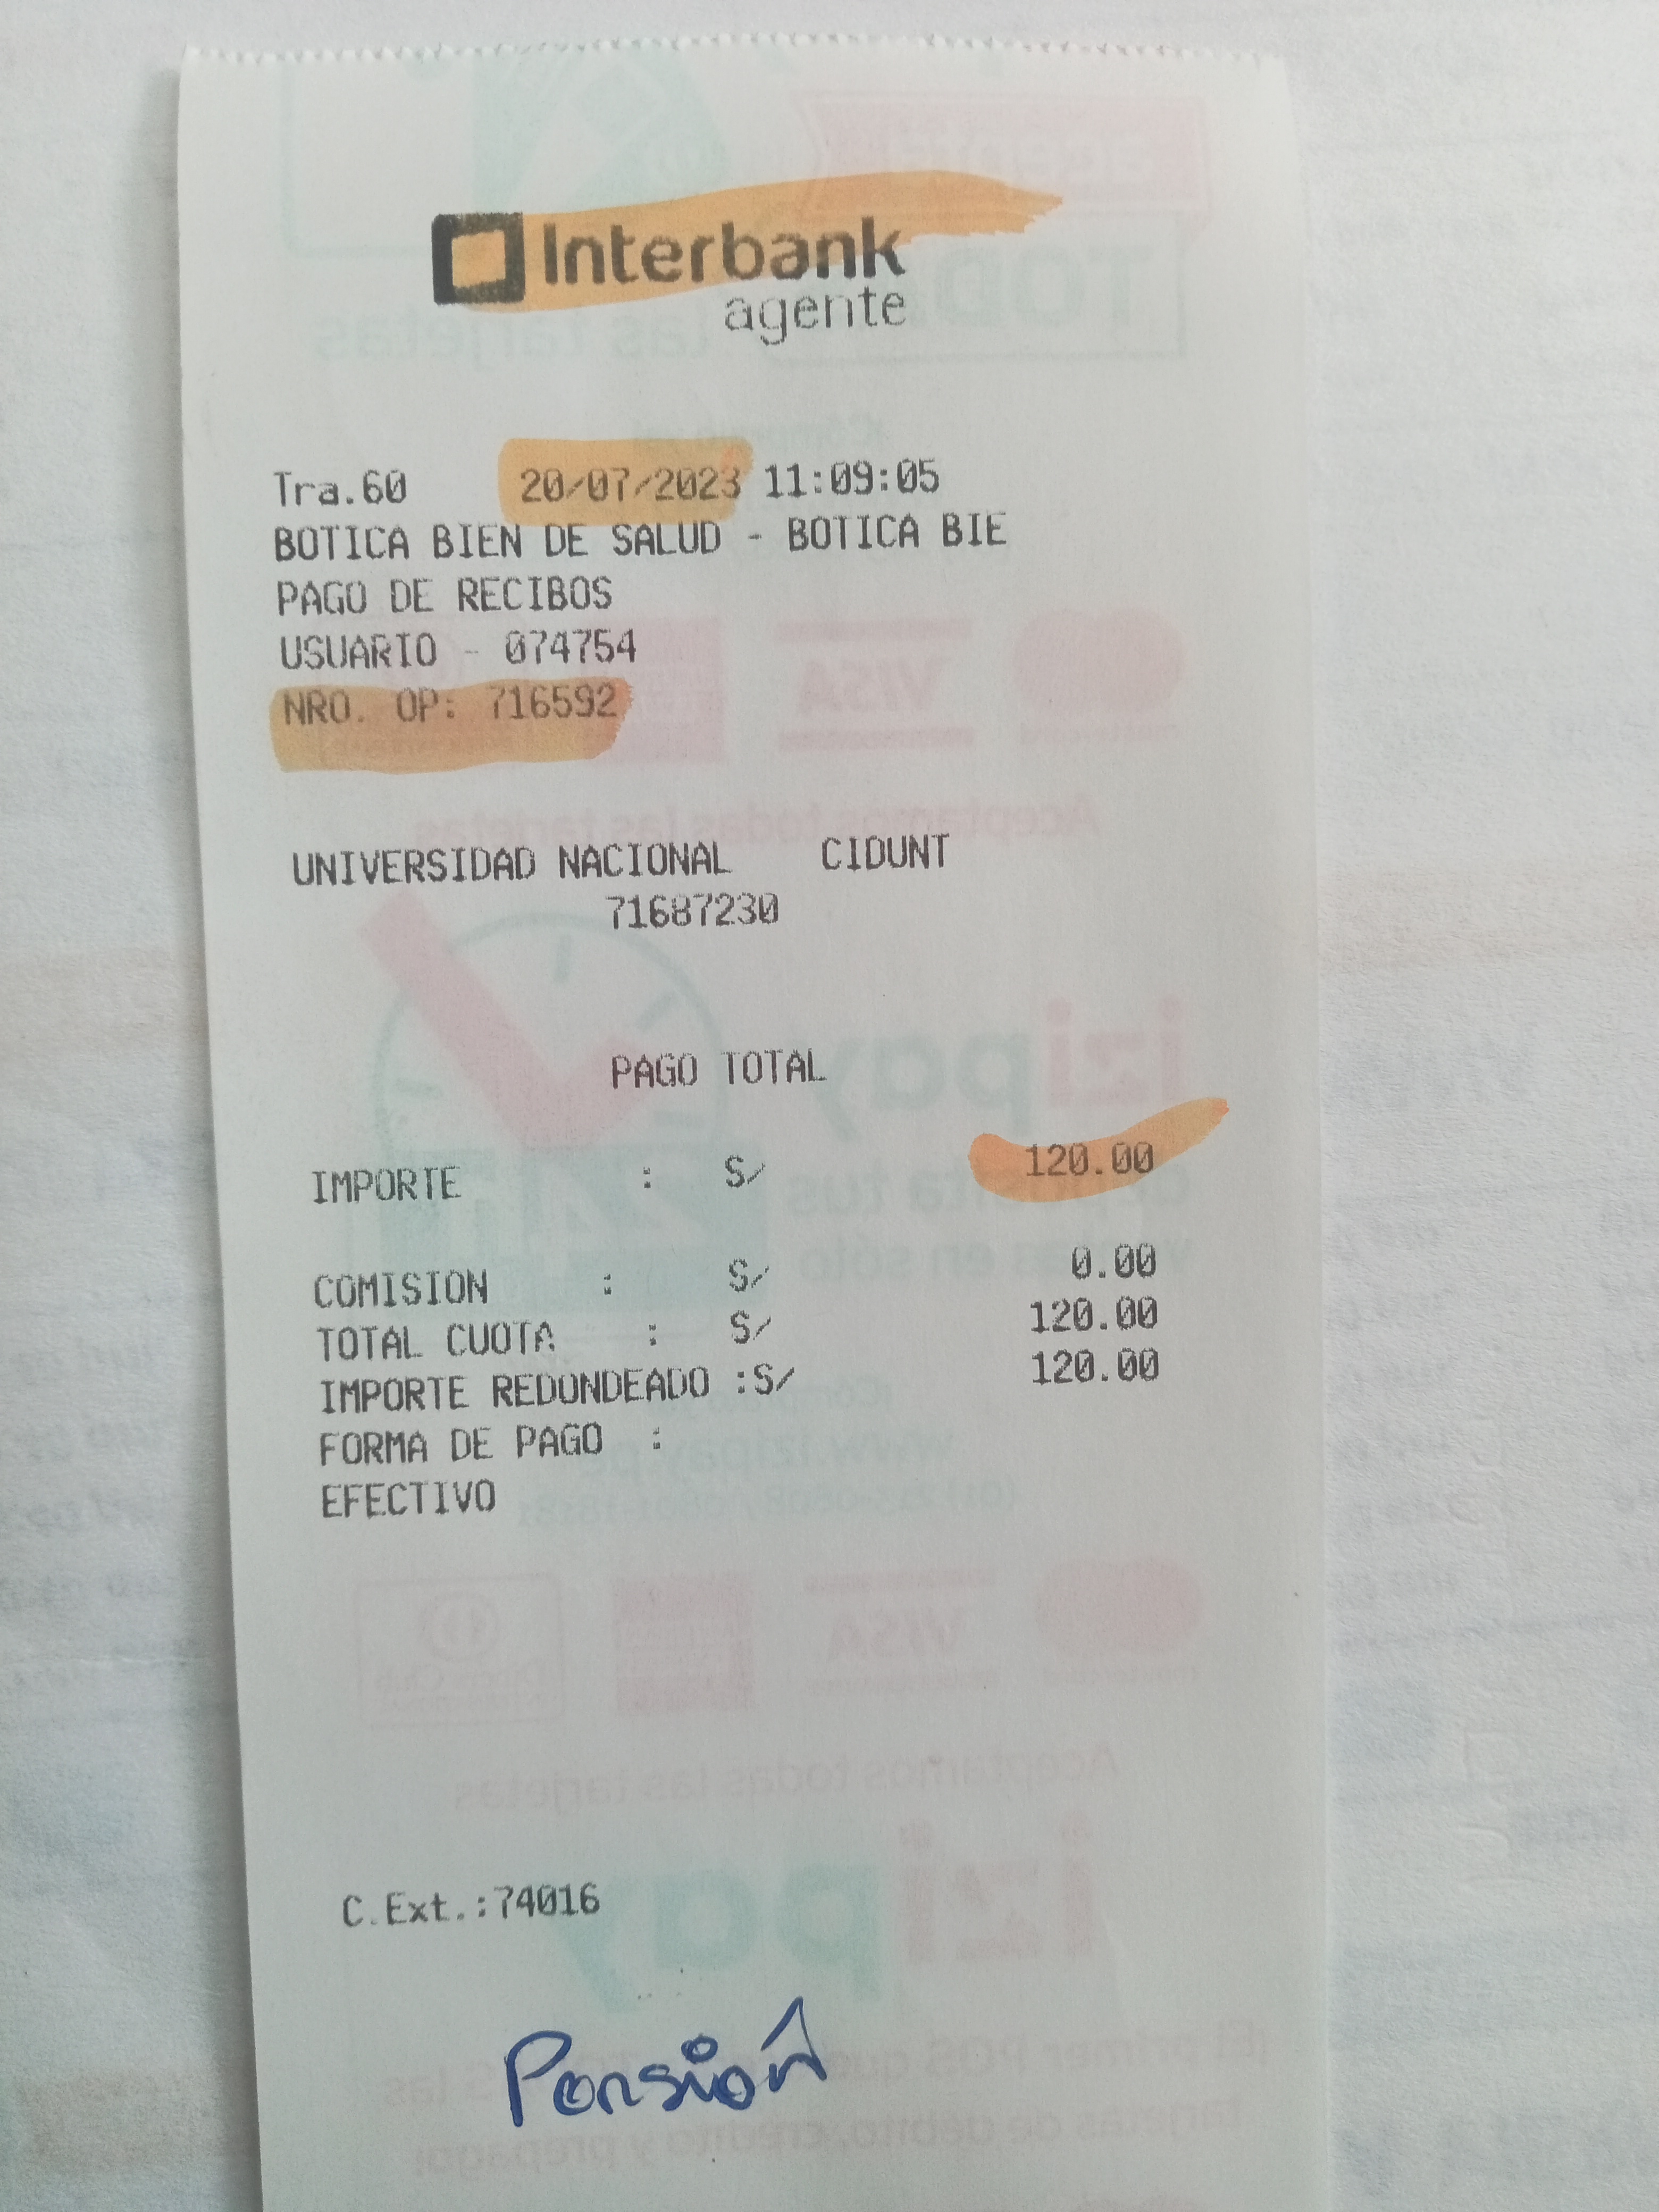 Interbank
agente
Tra.60 20/07/2023 11:09:05
BOTICA BIEN DE SALUD - BOTICA BIE
PAGO DE RECIBOS
USUARIO - 074754
NRO. OP: 716592
UNIVERSIDAD NACIONAL CIDUNT
71687230
PAGO TOTAL
IMPORTE : S/ 120.00
COMISION : S/ 0.00
TOTAL CUOTA : S/ 120.00
IMPORTE REDONDEADO :S/ 120.00
FORMA DE PAGO :
EFECTIVO
C.Ext.:74016
Pensión